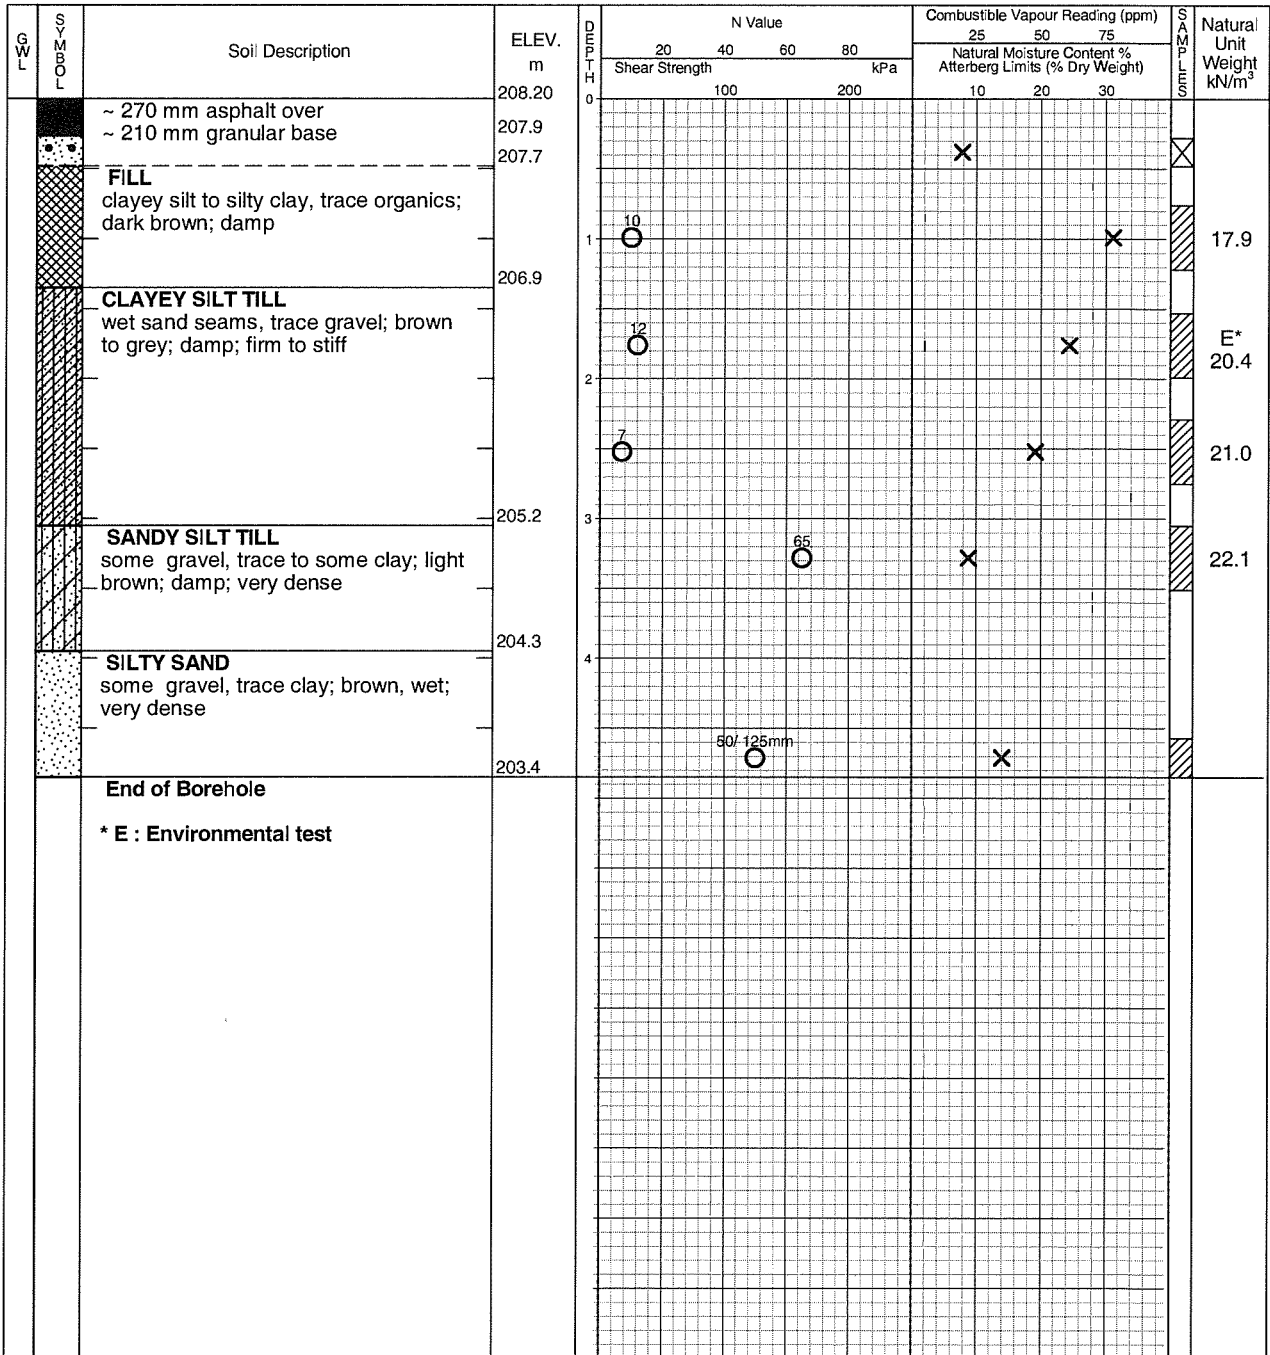 GWL
SYMBOL
Soil Description
ELEV.
m
208.20
DEPTH
N Value
20 40 60 80
Shear Strength kPa
100 200
Combustible Vapour Reading (ppm)
25 50 75
Natural Moisture Content %
Atterberg Limits (% Dry Weight)
10 20 30
SAMPLES
Natural
Unit
Weight
kN/m³
0
~ 270 mm asphalt over
207.9
~ 210 mm granular base
207.7
FILL
clayey silt to silty clay, trace organics;
dark brown; damp
10
1
17.9
206.9
CLAYEY SILT TILL
wet sand seams, trace gravel; brown
to grey; damp; firm to stiff
12
E*
20.4
2
7
21.0
205.2
3
SANDY SILT TILL
some gravel, trace to some clay; light
brown; damp; very dense
65
22.1
204.3
4
SILTY SAND
some gravel, trace clay; brown, wet;
very dense
50/ 125mm
203.4
End of Borehole
* E : Environmental test